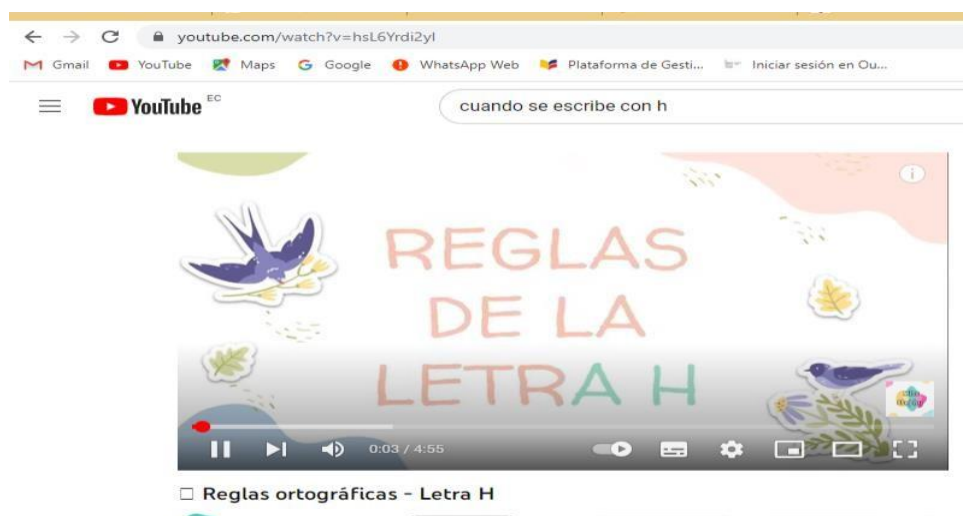 youtube.com/watch?v=hsL6Yrdi2yI
Gmail YouTube Maps Google WhatsApp Web Plataforma de Gesti... Iniciar sesión en Ou...
YouTube EC
cuando se escribe con h
REGLAS
DE LA
LETRA H
0:03 / 4:55
Reglas ortográficas - Letra H